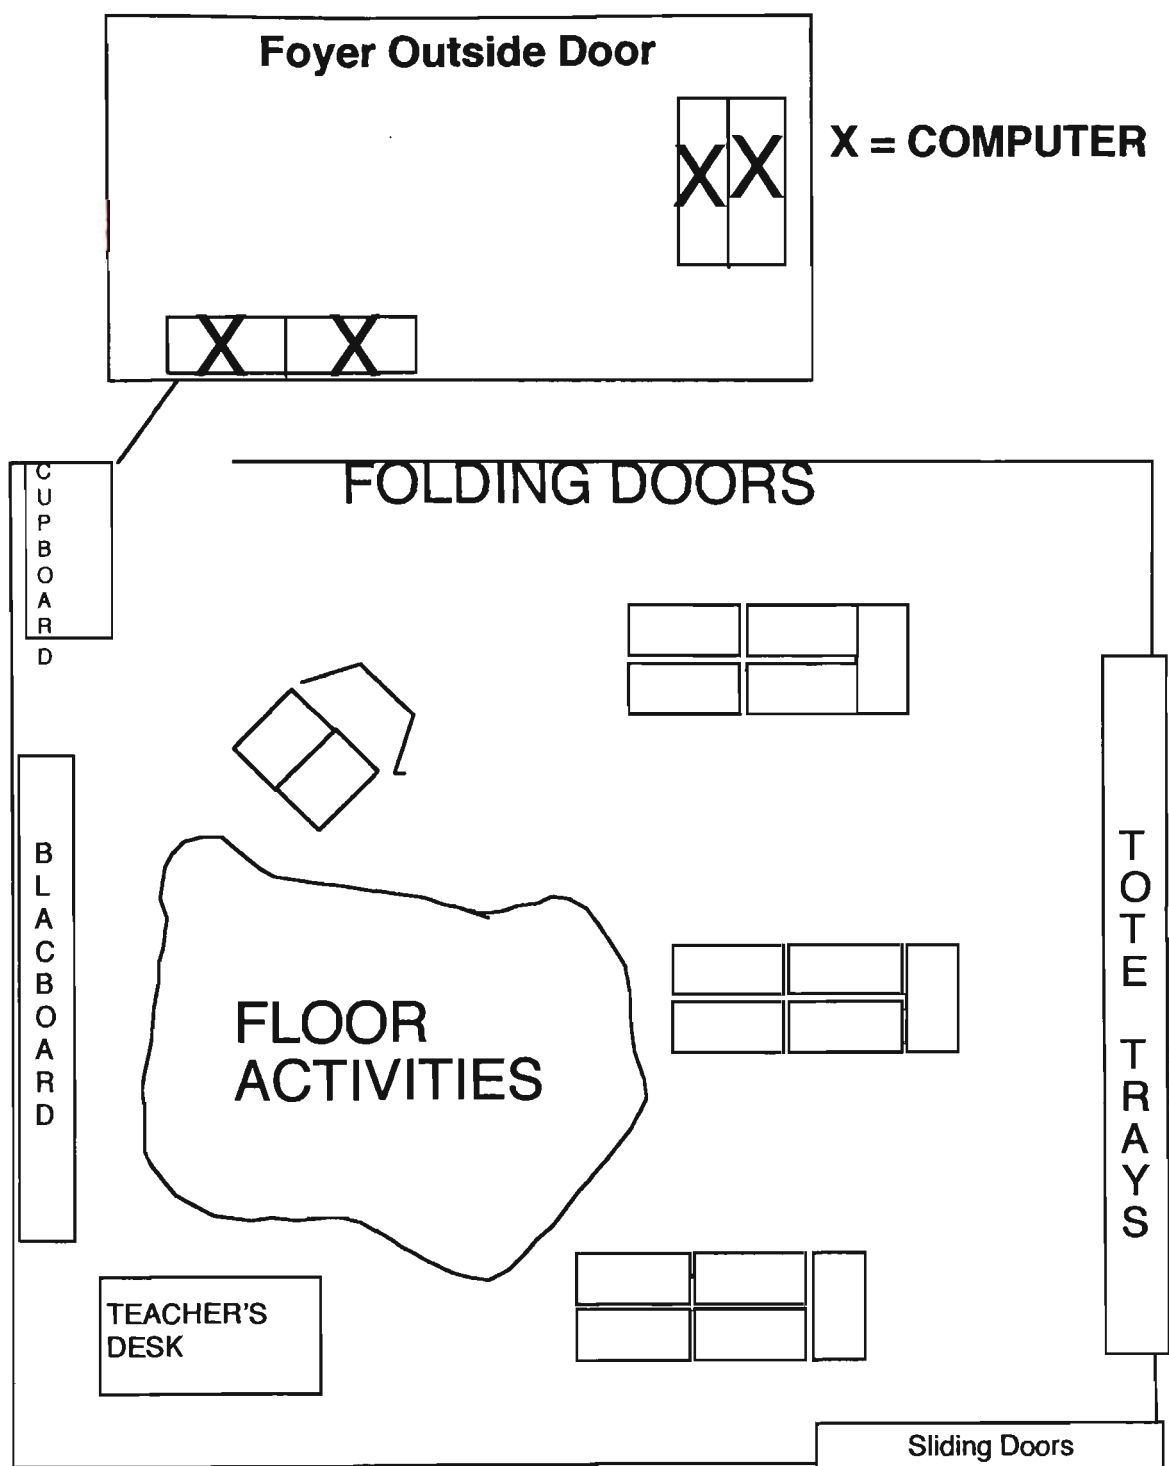 Foyer Outside Door
X = COMPUTER
X X
X X
FOLDING DOORS
CUPBOARD
BLACBOARD
FLOOR
ACTIVITIES
TOTE TRAYS
TEACHER'S
DESK
Sliding Doors